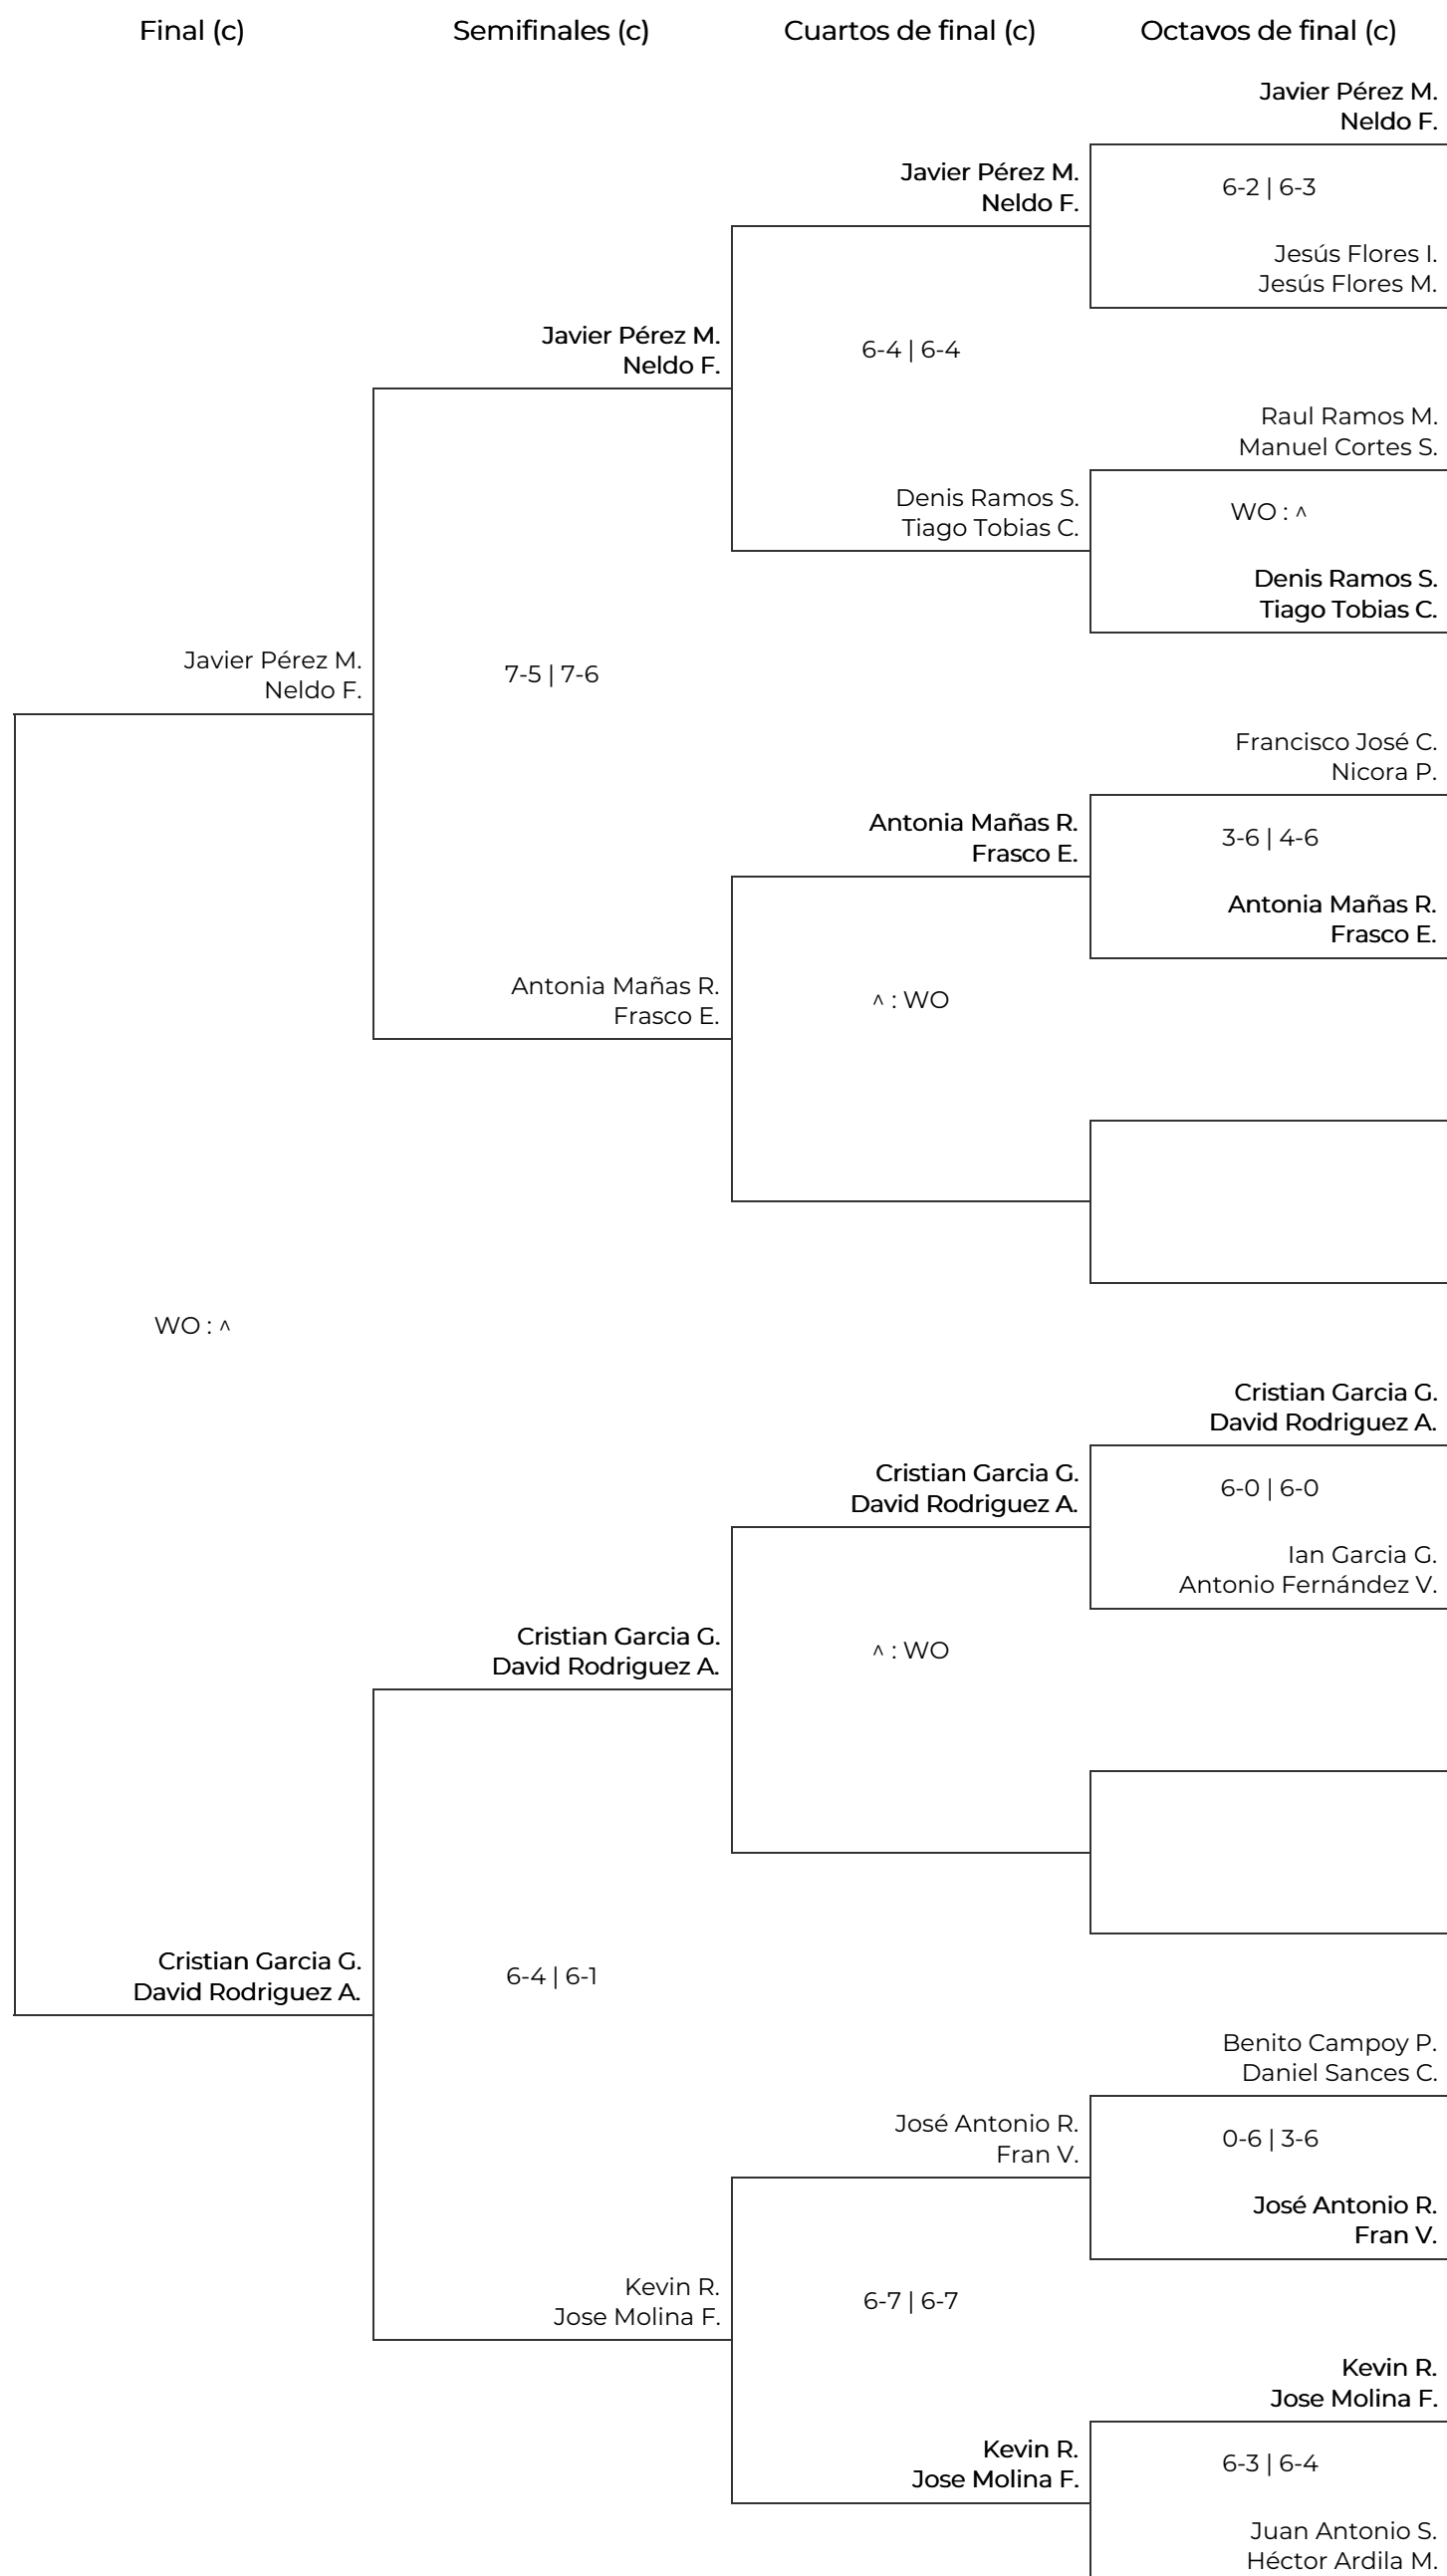 Final (c)
Semifinales (c)
Cuartos de final (c)
Octavos de final (c)
Javier Pérez M.
Neldo F.
Javier Pérez M.
Neldo F.
6-2 | 6-3
Jesús Flores I.
Jesús Flores M.
Javier Pérez M.
Neldo F.
6-4 | 6-4
Raul Ramos M.
Manuel Cortes S.
Denis Ramos S.
Tiago Tobias C.
WO : ^
Denis Ramos S.
Tiago Tobias C.
Javier Pérez M.
Neldo F.
7-5 | 7-6
Francisco José C.
Nicora P.
Antonia Mañas R.
Frasco E.
3-6 | 4-6
Antonia Mañas R.
Frasco E.
Antonia Mañas R.
Frasco E.
^ : WO
WO : ^
Cristian Garcia G.
David Rodriguez A.
Cristian Garcia G.
David Rodriguez A.
6-0 | 6-0
Ian Garcia G.
Antonio Fernández V.
Cristian Garcia G.
David Rodriguez A.
^ : WO
Cristian Garcia G.
David Rodriguez A.
6-4 | 6-1
Benito Campoy P.
Daniel Sances C.
José Antonio R.
Fran V.
0-6 | 3-6
José Antonio R.
Fran V.
Kevin R.
Jose Molina F.
6-7 | 6-7
Kevin R.
Jose Molina F.
Kevin R.
Jose Molina F.
6-3 | 6-4
Juan Antonio S.
Héctor Ardila M.